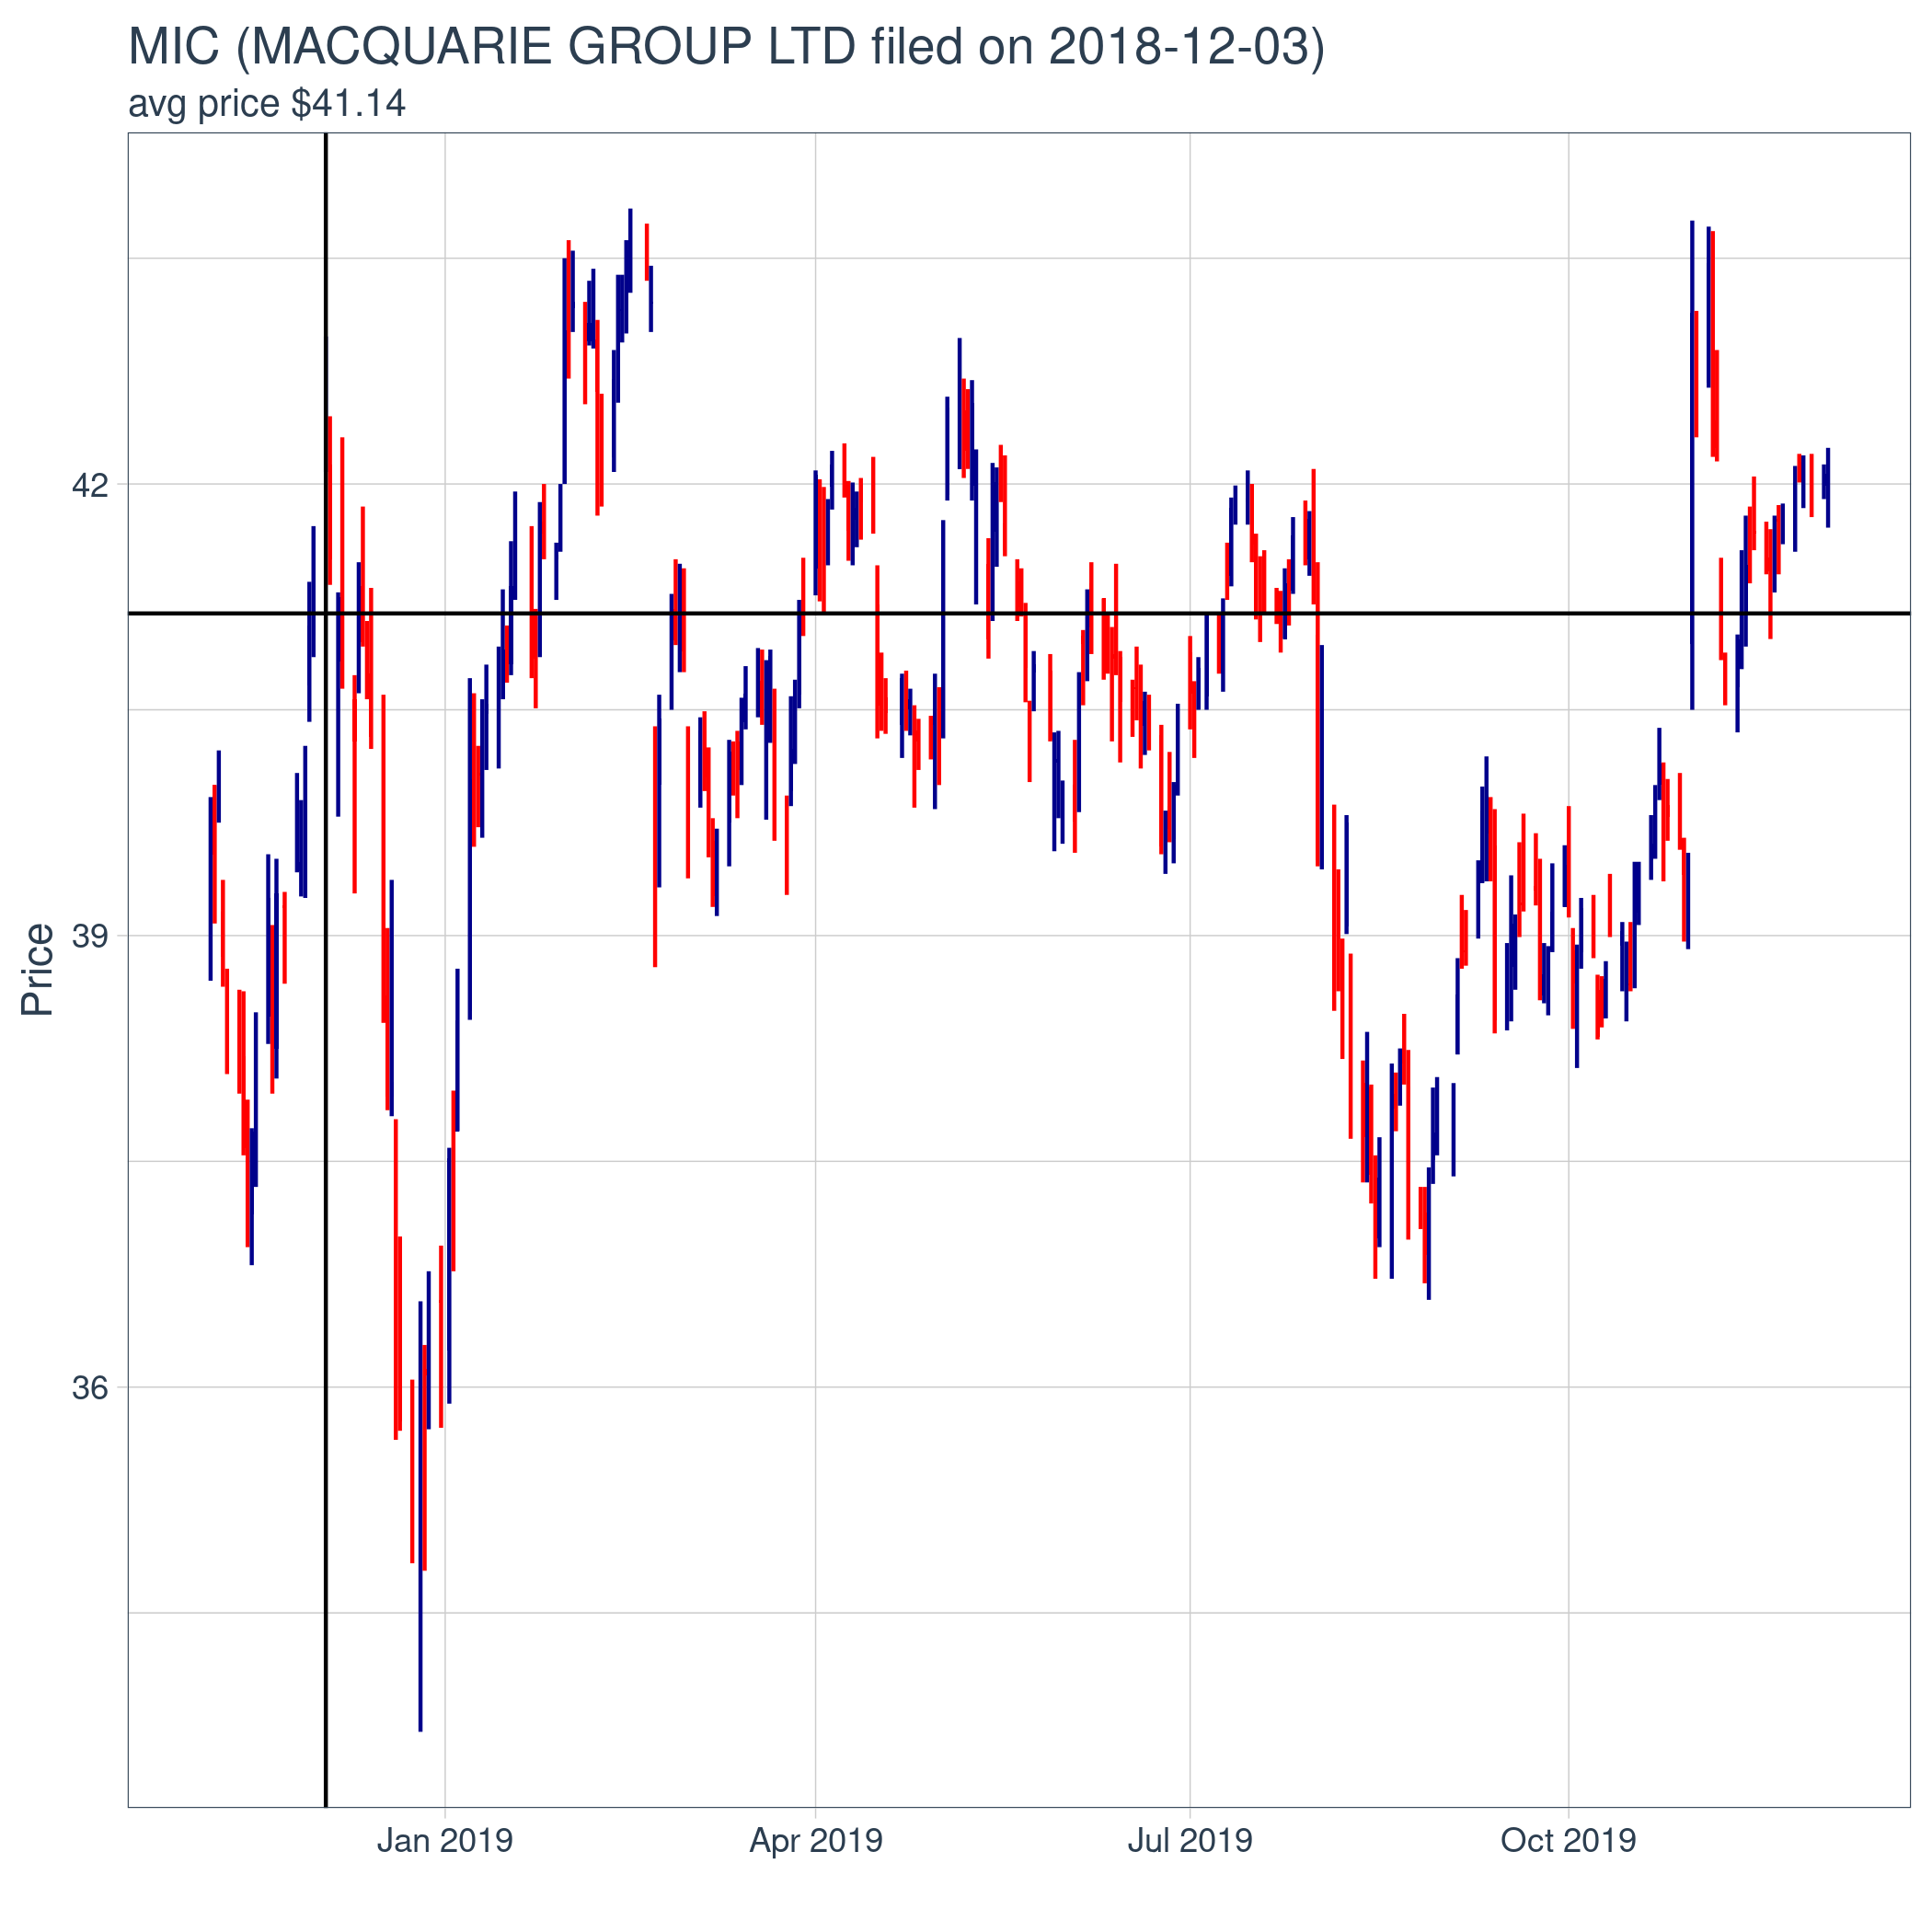 MIC (MACQUARIE GROUP LTD filed on 2018-12-03)
avg price $41.14
42
39
36
Price
Jan 2019
Apr 2019
Jul 2019
Oct 2019